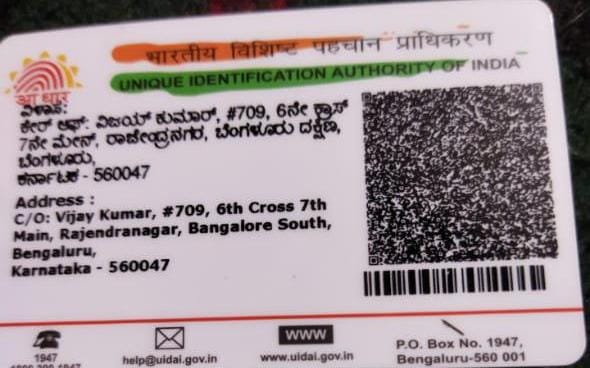 भारतीय विशिष्ट पहचान प्राधिकरण
UNIQUE IDENTIFICATION AUTHORITY OF INDIA
आधार
ವಿಳಾಸ:
ಕೇರ್ ಆಫ್: ವಿಜಯ್ ಕುಮಾರ್, #709, 6ನೇ ಕ್ರಾಸ್
7ನೇ ಮೇನ್, ರಾಜೇಂದ್ರನಗರ, ಬೆಂಗಳೂರು ದಕ್ಷಿಣ,
ಬೆಂಗಳೂರು,
ಕರ್ನಾಟಕ - 560047
Address :
C/O: Vijay Kumar, #709, 6th Cross 7th
Main, Rajendranagar, Bangalore South,
Bengaluru,
Karnataka - 560047
1947
help@uidai.gov.in
WWW
www.uidai.gov.in
P.O. Box No. 1947,
Bengaluru-560 001